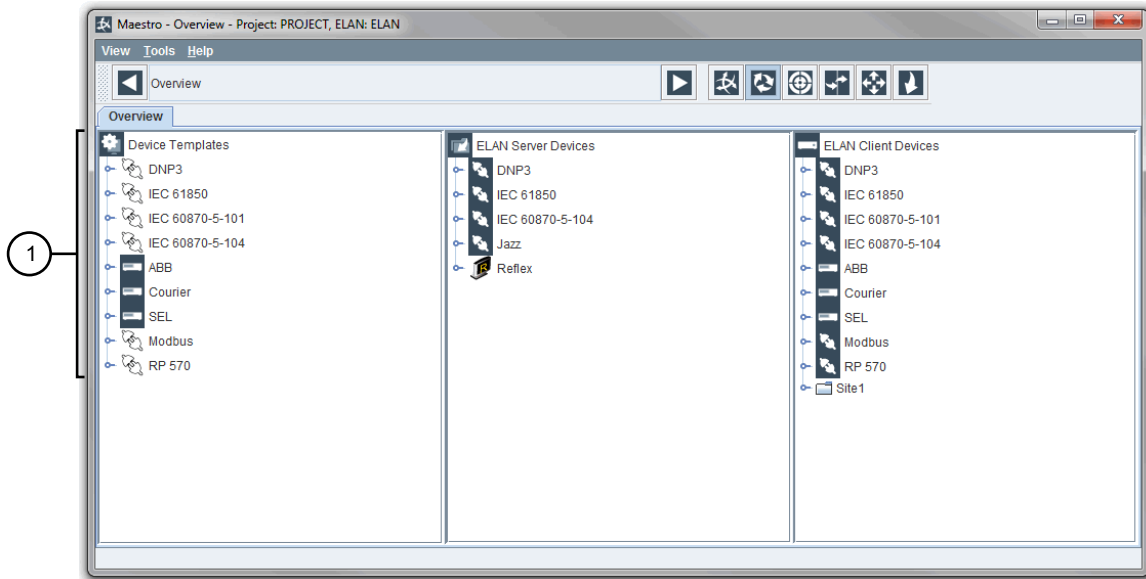 Maestro - Overview - Project: PROJECT, ELAN: ELAN
View Tools Help
Overview
Overview
Device Templates
DNP3
IEC 61850
IEC 60870-5-101
IEC 60870-5-104
ABB
Courier
SEL
Modbus
RP 570
ELAN Server Devices
DNP3
IEC 61850
IEC 60870-5-104
Jazz
R
Reflex
ELAN Client Devices
DNP3
IEC 61850
IEC 60870-5-101
IEC 60870-5-104
ABB
Courier
SEL
Modbus
RP 570
Site1
1